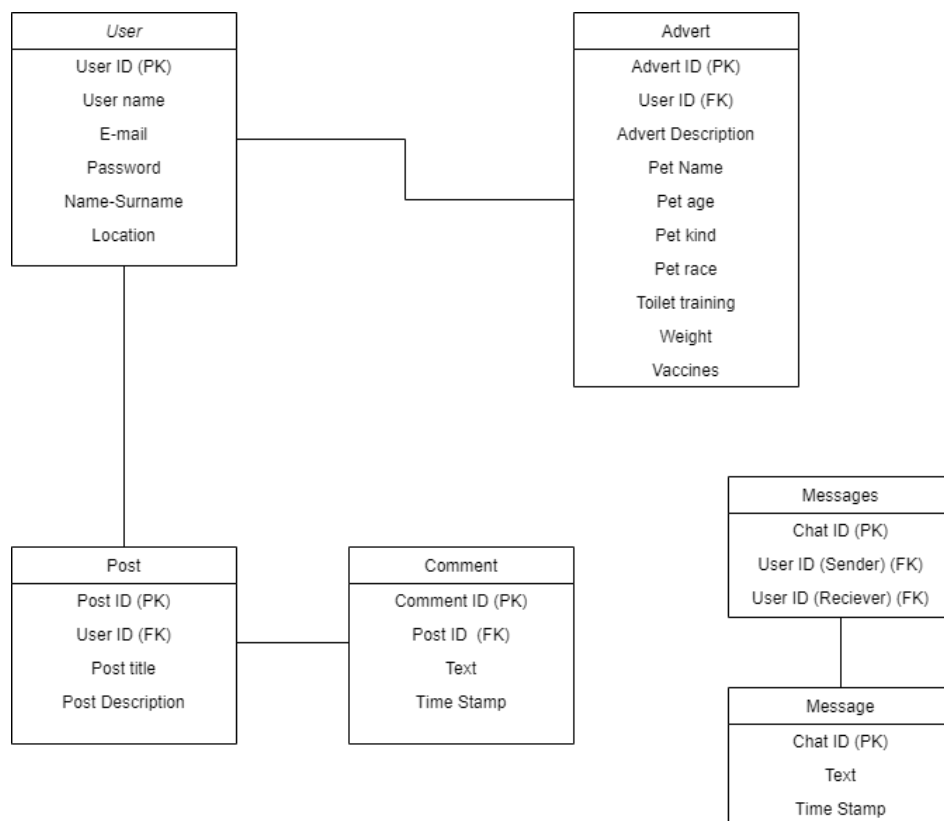 User
User ID (PK)
User name
E-mail
Password
Name-Surname
Location
Advert
Advert ID (PK)
User ID (FK)
Advert Description
Pet Name
Pet age
Pet kind
Pet race
Toilet training
Weight
Vaccines
Post
Post ID (PK)
User ID (FK)
Post title
Post Description
Comment
Comment ID (PK)
Post ID (FK)
Text
Time Stamp
Messages
Chat ID (PK)
User ID (Sender) (FK)
User ID (Reciever) (FK)
Message
Chat ID (PK)
Text
Time Stamp